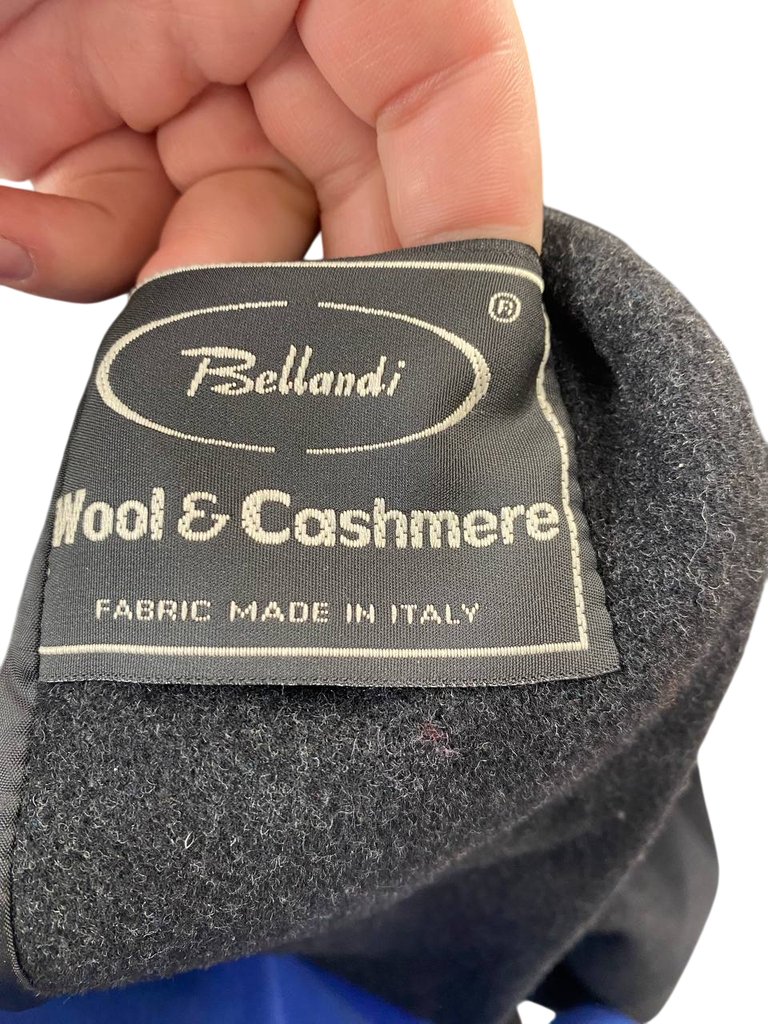 ®
Bellandi
Wool & Cashmere
FABRIC MADE IN ITALY